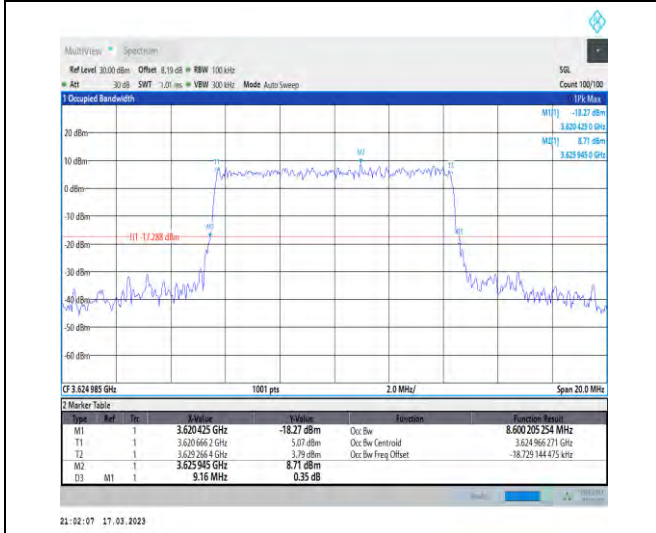 MultiView Spectrum
Ref Level 30.00 dBm Offset 8.19 dB RBW 100 kHz SGL
Att 30 dB SWT 1.01 ms VBW 300 kHz Mode Auto Sweep Count 100/100
1 Occupied Bandwidth 1Pk Max
M1[1] -18.27 dBm
3.620 425 0 GHz
M2[1] 8.71 dBm
3.625 945 0 GHz
20 dBm
M2
10 dBm
T1 T2
0 dBm
-10 dBm
H1 -17.288 dBm
-20 dBm
-30 dBm
-40 dBm
-50 dBm
-60 dBm
CF 3.624 985 GHz 1001 pts 2.0 MHz/ Span 20.0 MHz
2 Marker Table
Type Ref Trc X-Value Y-Value Function Function Result
M1 1 3.620 425 GHz -18.27 dBm Occ Bw 8.600 205 254 MHz
T1 1 3.620 666 2 GHz 5.07 dBm Occ Bw Centroid 3.624 966 271 GHz
T2 1 3.629 266 4 GHz 3.79 dBm Occ Bw Freq Offset -18.729 144 475 kHz
M2 1 3.625 945 GHz 8.71 dBm
D3 M1 1 9.16 MHz 0.35 dB
21:02:07 17.03.2023